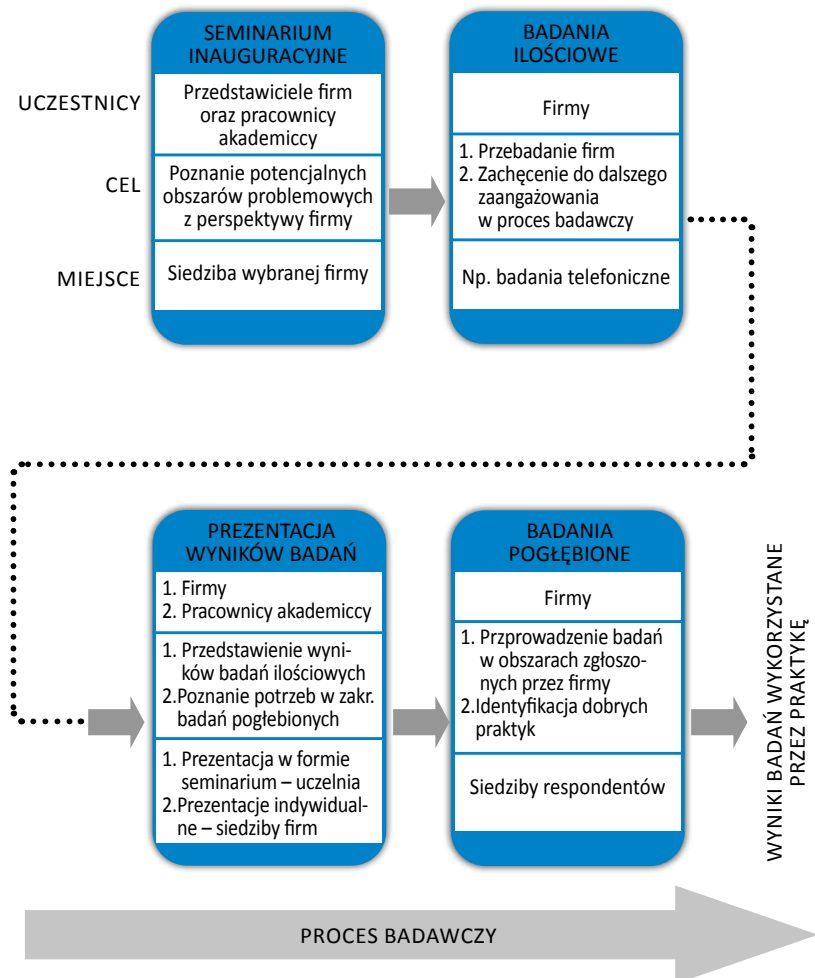 SEMINARIUM
INAUGURACYJNE
UCZESTNICY
Przedstawiciele firm
oraz pracownicy
akademiccy
CEL
Poznanie potencjalnych
obszarów problemowych
z perspektywy firmy
MIEJSCE
Siedziba wybranej firmy
BADANIA
ILOŚCIOWE
Firmy
1. Przebadanie firm
2. Zachęcenie do dalszego
zaangażowania
w proces badawczy
Np. badania telefoniczne
PREZENTACJA
WYNIKÓW BADAŃ
1. Firmy
2. Pracownicy akademiccy
1. Przedstawienie wyni-
ków badań ilościowych
2.Poznanie potrzeb w zakr.
badań pogłebionych
1. Prezentacja w formie
seminarium – uczelnia
2.Prezentacje indywidual-
ne – siedziby firm
BADANIA
POGŁĘBIONE
Firmy
1. Przprowadzenie badań
w obszarach zgłoszo-
nych przez firmy
2.Identyfikacja dobrych
praktyk
Siedziby respondentów
WYNIKI BADAŃ WYKORZYSTANE
PRZEZ PRAKTYKĘ
PROCES BADAWCZY